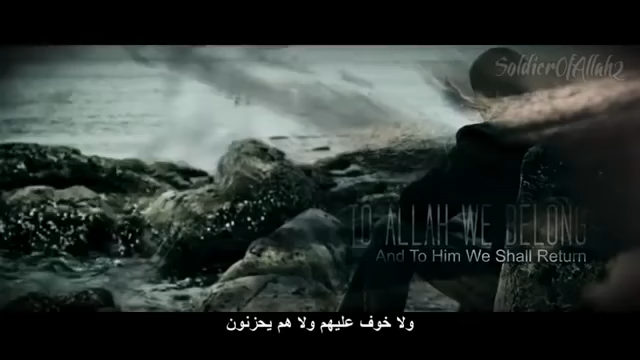 SoldierOfAllah2
TO ALLAH WE BELONG
And To Him We Shall Return
ولا خوف عليهم ولا هم يحزنون